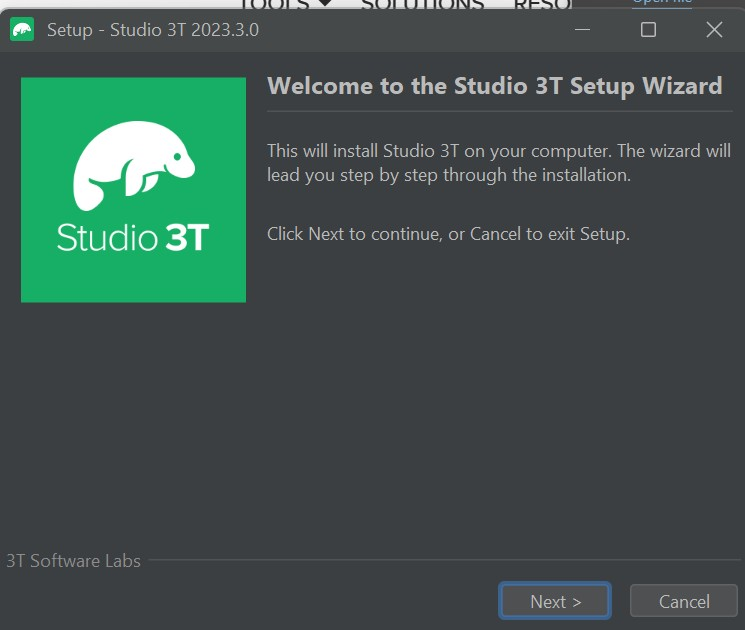 TOOLS SOLUTIONS RESO Open file
Setup - Studio 3T 2023.3.0
Welcome to the Studio 3T Setup Wizard
This will install Studio 3T on your computer. The wizard will
lead you step by step through the installation.
Click Next to continue, or Cancel to exit Setup.
Studio 3T
3T Software Labs
Next > Cancel